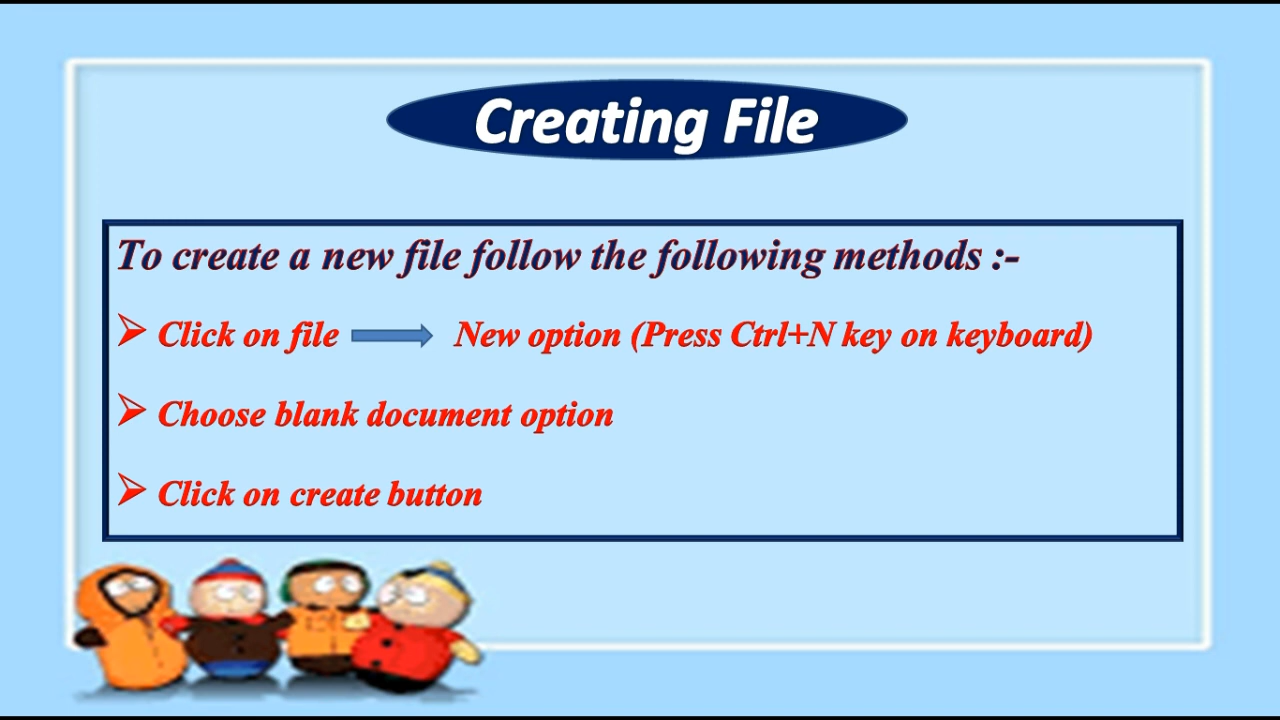 Creating File
To create a new file follow the following methods :-
Click on file New option (Press Ctrl+N key on keyboard)
Choose blank document option
Click on create button